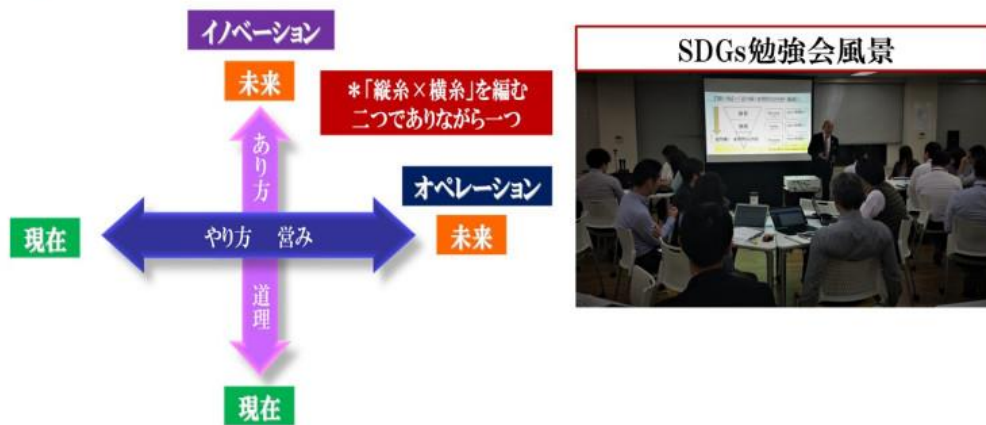 イノベーション
未来
*「縦糸×横糸」を編む
二つでありながら一つ
あり方
オペレーション
現在
やり方 営み
未来
道理
現在
SDGs勉強会風景